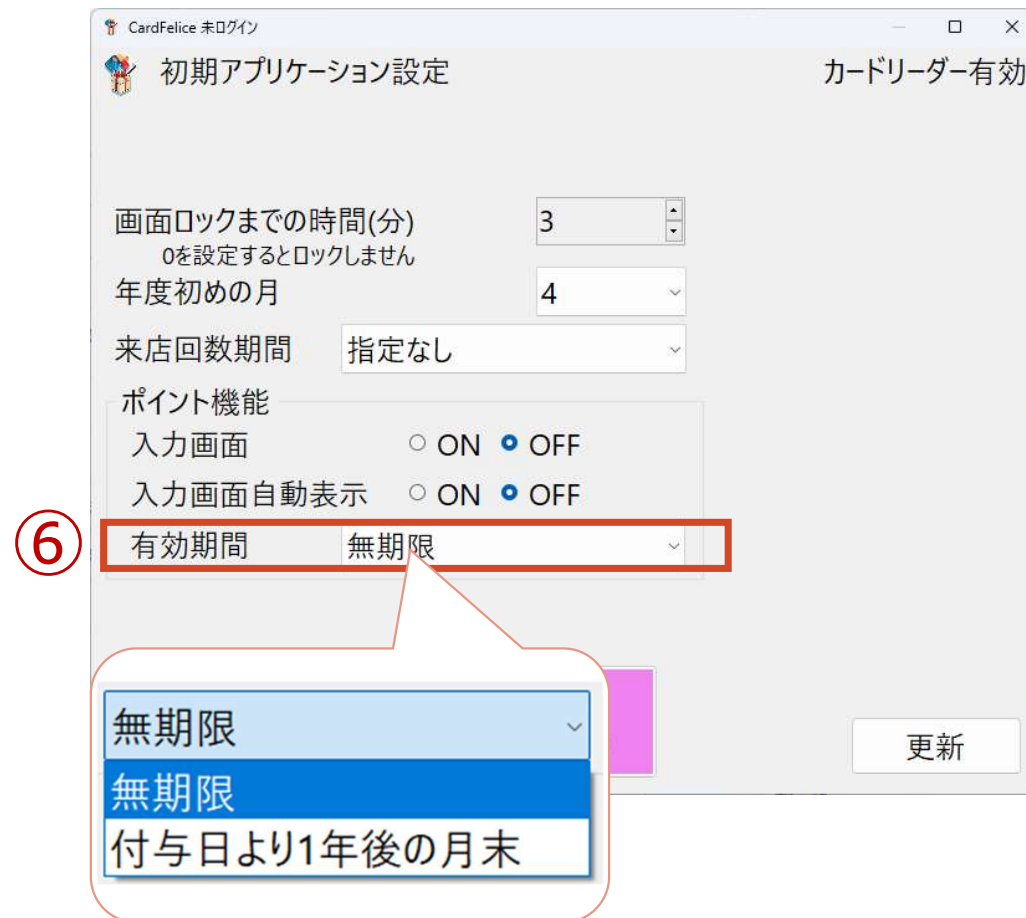 CardFelice 未ログイン
初期アプリケーション設定
カードリーダー有効
画面ロックまでの時間(分)
3
0を設定するとロックしません
年度初めの月
4
来店回数期間
指定なし
ポイント機能
入力画面
ON OFF
入力画面自動表示
ON OFF
⑥
有効期間
無期限
無期限
無期限
付与日より1年後の月末
更新